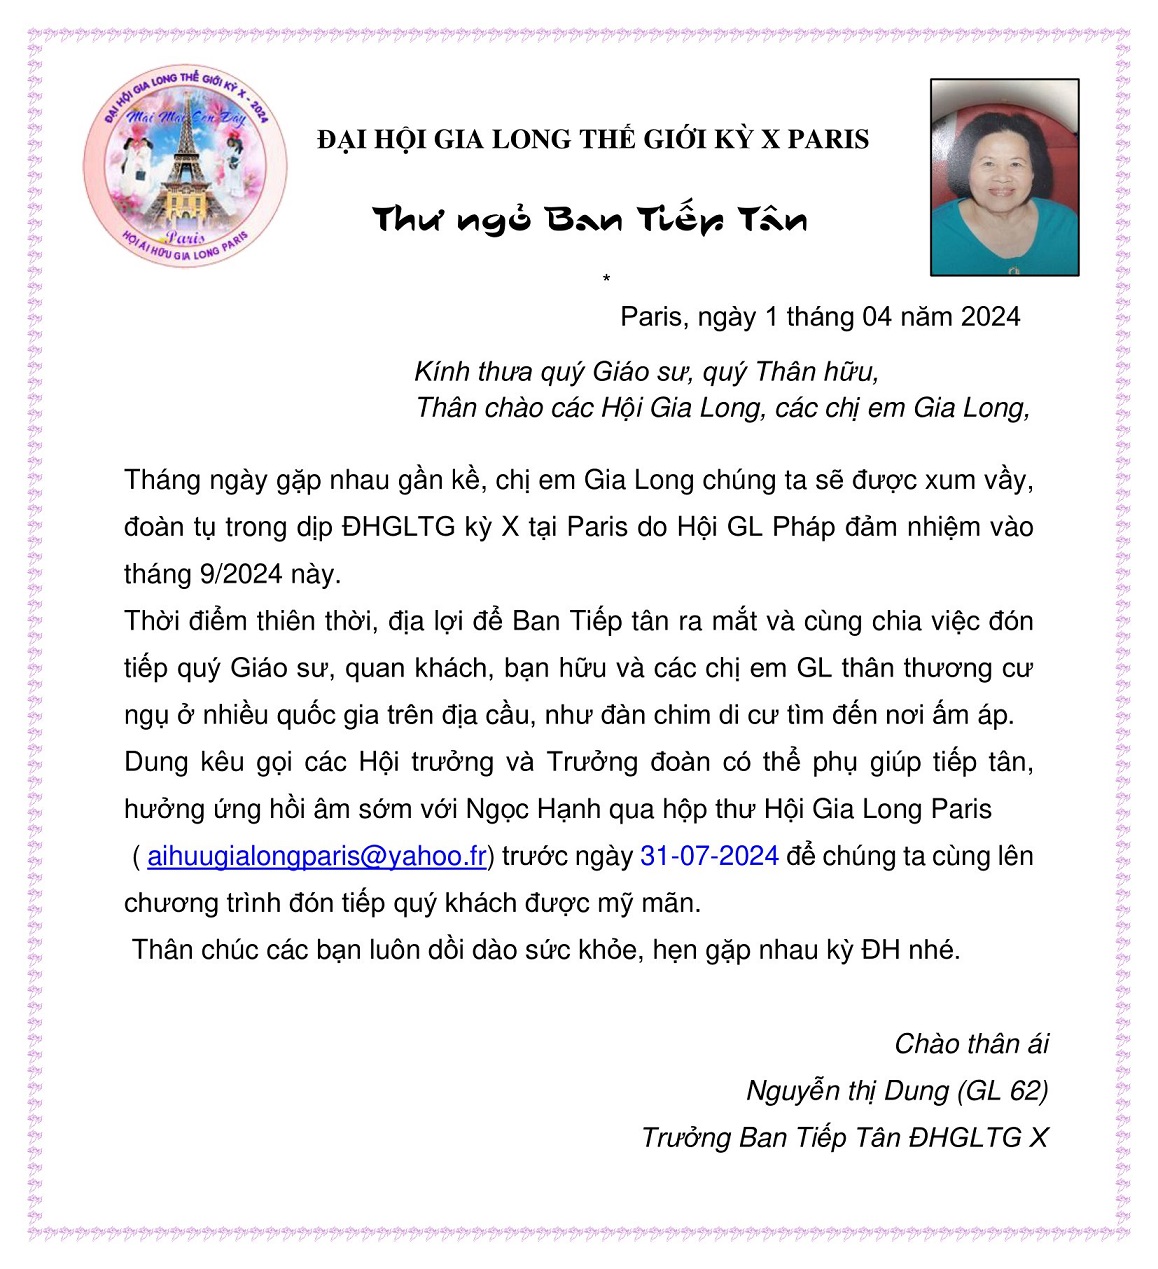 ĐẠI HỘI GIA LONG THẾ GIỚI KỲ X - 2024
Mãi Mãi Còn Đây
Paris
HỘI ÁI HỮU GIA LONG PARIS
ĐẠI HỘI GIA LONG THẾ GIỚI KỲ X PARIS
Thư ngỏ Ban Tiếp Tân
*
Paris, ngày 1 tháng 04 năm 2024
Kính thưa quý Giáo sư, quý Thân hữu,
Thân chào các Hội Gia Long, các chị em Gia Long,
Tháng ngày gặp nhau gần kề, chị em Gia Long chúng ta sẽ được xum vầy,
đoàn tụ trong dịp ĐHGLTG kỳ X tại Paris do Hội GL Pháp đảm nhiệm vào
tháng 9/2024 này.
Thời điểm thiên thời, địa lợi để Ban Tiếp tân ra mắt và cùng chia việc đón
tiếp quý Giáo sư, quan khách, bạn hữu và các chị em GL thân thương cư
ngụ ở nhiều quốc gia trên địa cầu, như đàn chim di cư tìm đến nơi ấm áp.
Dung kêu gọi các Hội trưởng và Trưởng đoàn có thể phụ giúp tiếp tân,
hưởng ứng hồi âm sớm với Ngọc Hạnh qua hộp thư Hội Gia Long Paris
( aihuugialongparis@yahoo.fr) trước ngày 31-07-2024 để chúng ta cùng lên
chương trình đón tiếp quý khách được mỹ mãn.
Thân chúc các bạn luôn dồi dào sức khỏe, hẹn gặp nhau kỳ ĐH nhé.
Chào thân ái
Nguyễn thị Dung (GL 62)
Trưởng Ban Tiếp Tân ĐHGLTG X